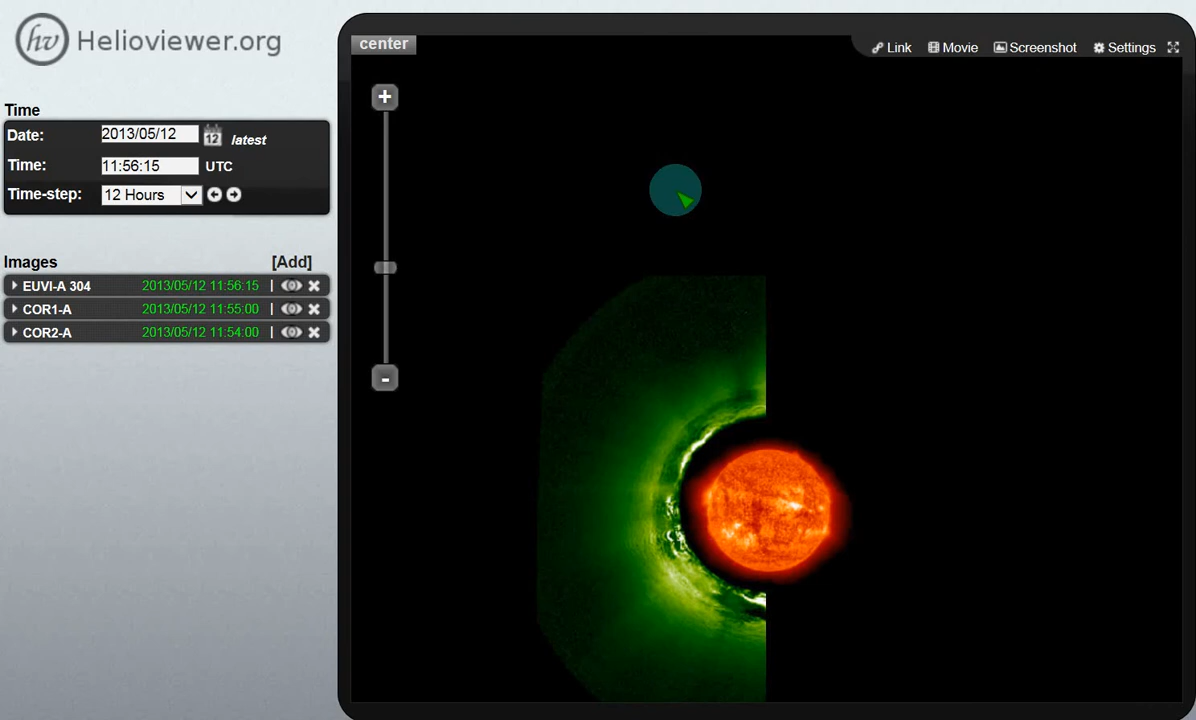 hv Helioviewer.org
center
Link Movie Screenshot Settings
+
-
Time
Date: 2013/05/12 12 latest
Time: 11:56:15 UTC
Time-step: 12 Hours
Images [Add]
EUVI-A 304 2013/05/12 11:56:15 |
COR1-A 2013/05/12 11:55:00 |
COR2-A 2013/05/12 11:54:00 |